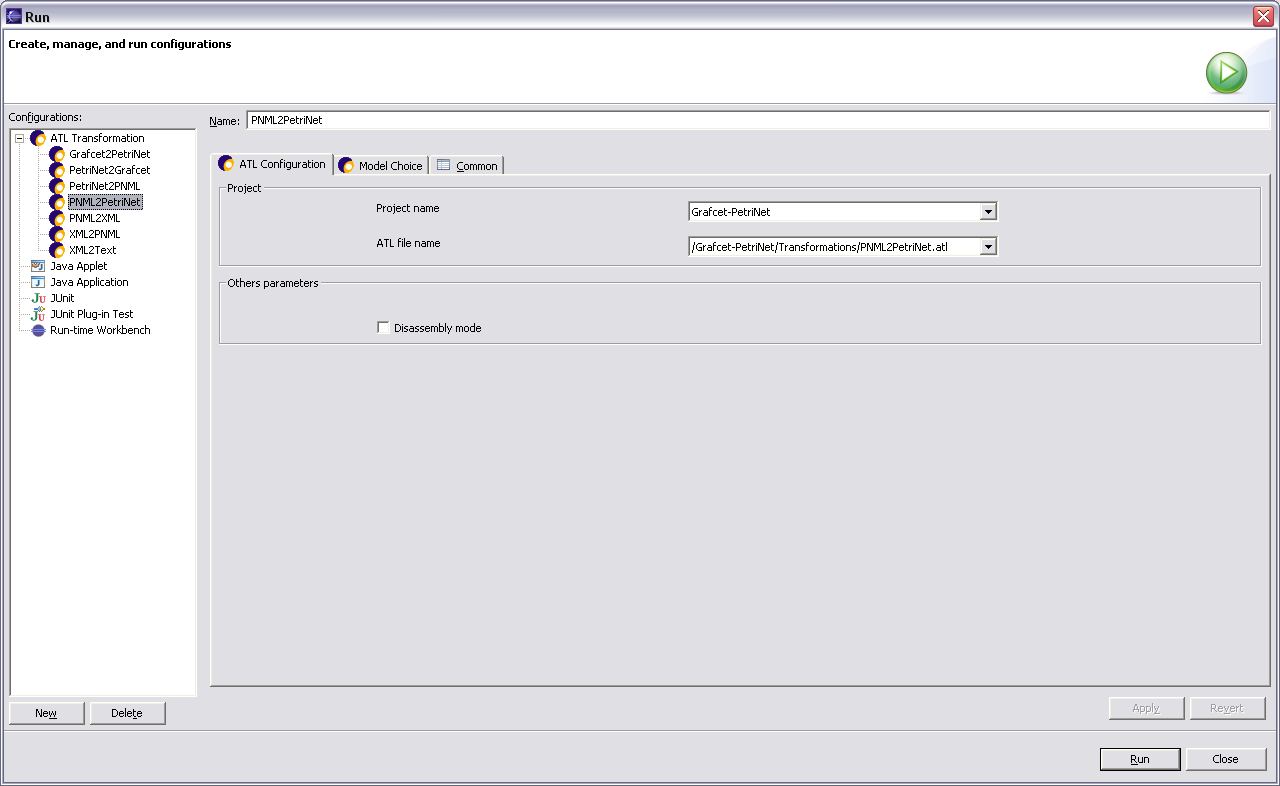 Run
Create, manage, and run configurations
Configurations:
ATL Transformation
Grafcet2PetriNet
PetriNet2Grafcet
PetriNet2PNML
PNML2PetriNet
PNML2XML
XML2PNML
XML2Text
Java Applet
Java Application
JUnit
JUnit Plug-in Test
Run-time Workbench
New Delete
Name: PNML2PetriNet
ATL Configuration Model Choice Common
Project
Project name Grafcet-PetriNet
ATL file name /Grafcet-PetriNet/Transformations/PNML2PetriNet.atl
Others parameters
Disassembly mode
Apply Revert
Run Close